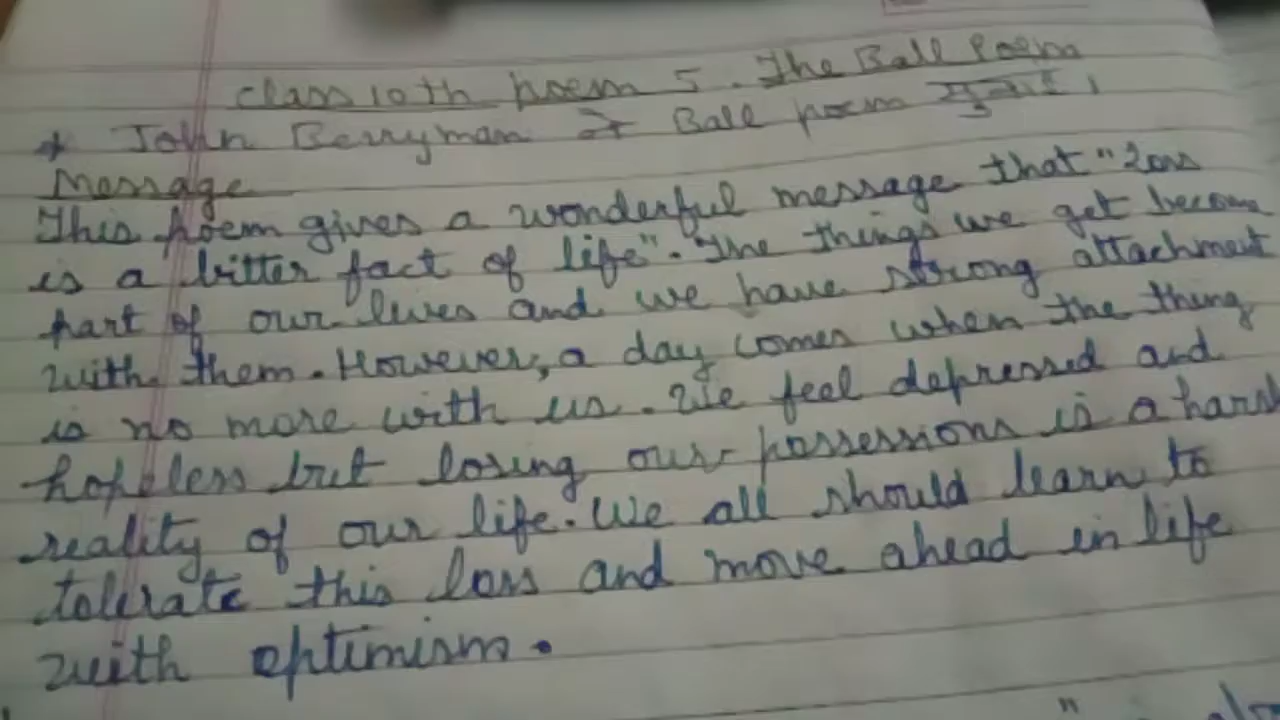 class 10 th poem 5. The Ball Poem
* John Berryman ने Ball poem सुनाई।
Message
This poem gives a wonderful message that "Loss
is a bitter fact of life". The things we get become
part of our lives and we have strong attachment
with them. However, a day comes when the thing
is no more with us. We feel depressed and
hopeless but losing our possessions is a harsh
reality of our life. We all should learn to
tolerate this loss and move ahead in life
with optimism.